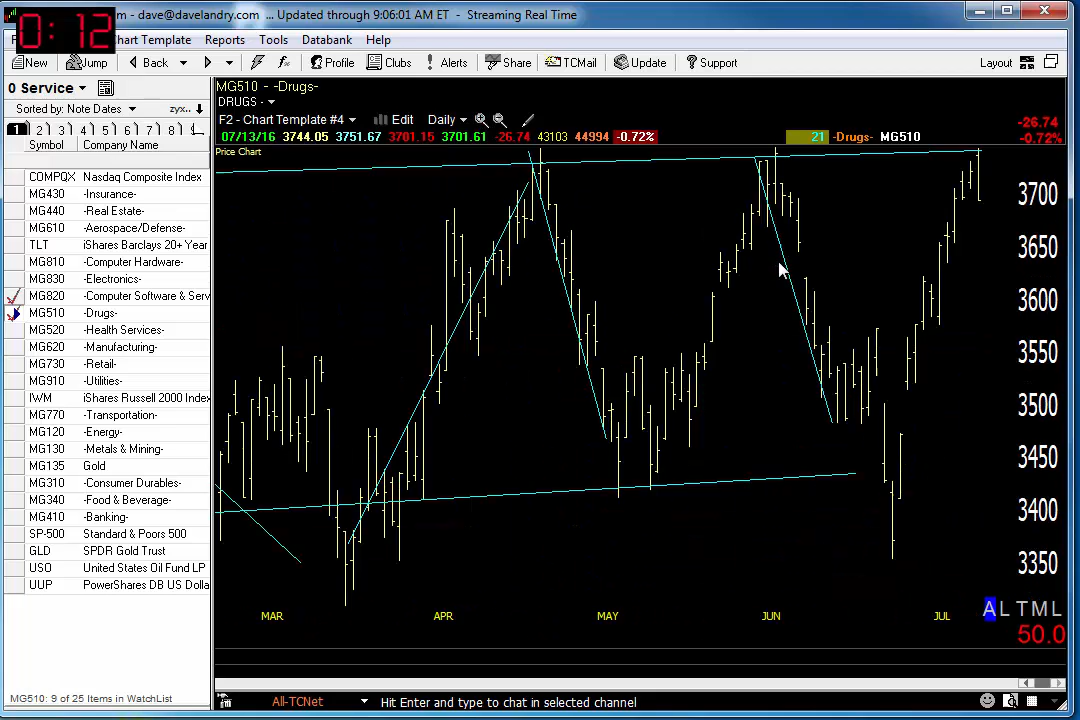 m - dave@davelandry.com ... Updated through 9:06:01 AM ET - Streaming Real Time
0:12
F
hart Template Reports Tools Databank Help
New Jump Back Profile Clubs Alerts Share TCMail Update Support Layout
0 Service
Sorted by: Note Dates zyx..
1 2 3 4 5 6 7 8
Symbol Company Name
COMPQX Nasdaq Composite Index
MG430 -Insurance-
MG440 -Real Estate-
MG610 -Aerospace/Defense-
TLT iShares Barclays 20+ Year
MG810 -Computer Hardware-
MG830 -Electronics-
MG820 -Computer Software & Serv
MG510 -Drugs-
MG520 -Health Services-
MG620 -Manufacturing-
MG730 -Retail-
MG910 -Utilities-
IWM iShares Russell 2000 Index
MG770 -Transportation-
MG120 -Energy-
MG130 -Metals & Mining-
MG135 Gold
MG310 -Consumer Durables-
MG340 -Food & Beverage-
MG410 -Banking-
SP-500 Standard & Poors 500
GLD SPDR Gold Trust
USO United States Oil Fund LP
UUP PowerShares DB US Dolla
MG510: 9 of 25 Items in WatchList
MG510 - -Drugs-
DRUGS -
F2 - Chart Template #4 Edit Daily
07/13/16 3744.05 3751.67 3701.15 3701.61 -26.74 43103 44994 -0.72% 21 -Drugs- MG510
-26.74
-0.72%
Price Chart
3700
3650
3600
3550
3500
3450
3400
3350
MAR APR MAY JUN JUL
A L T M L
50.0
All-TCNet Hit Enter and type to chat in selected channel